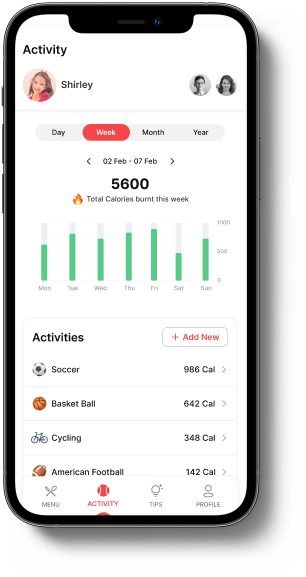 Activity
Shirley
Day Week Month Year
02 Feb - 07 Feb
5600
Total Calories burnt this week
1000
500
0
Mon Tue Wed Thu Fri Sat Sun
Activities + Add New
Soccer 986 Cal
Basket Ball 642 Cal
Cycling 348 Cal
American Football 142 Cal
MENU ACTIVITY TIPS PROFILE